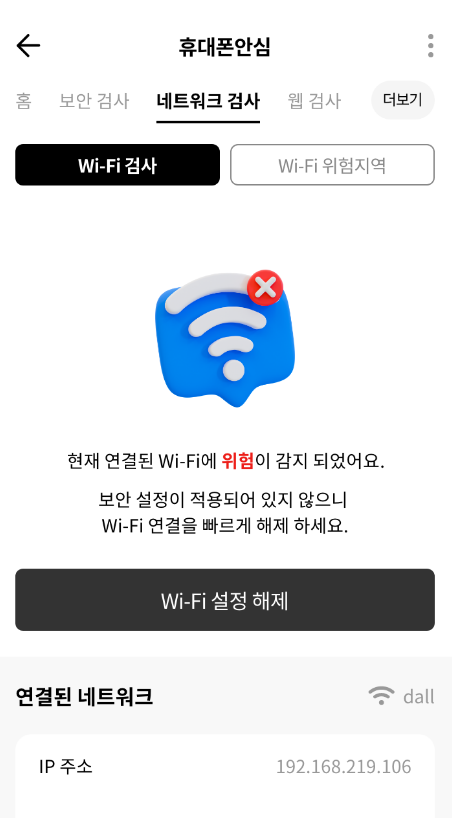 휴대폰안심
홈 보안 검사 네트워크 검사 웹 검사 더보기
Wi-Fi 검사 Wi-Fi 위험지역
현재 연결된 Wi-Fi에 위험이 감지 되었어요.
보안 설정이 적용되어 있지 않으니
Wi-Fi 연결을 빠르게 해제 하세요.
Wi-Fi 설정 해제
연결된 네트워크 dall
IP 주소 192.168.219.106